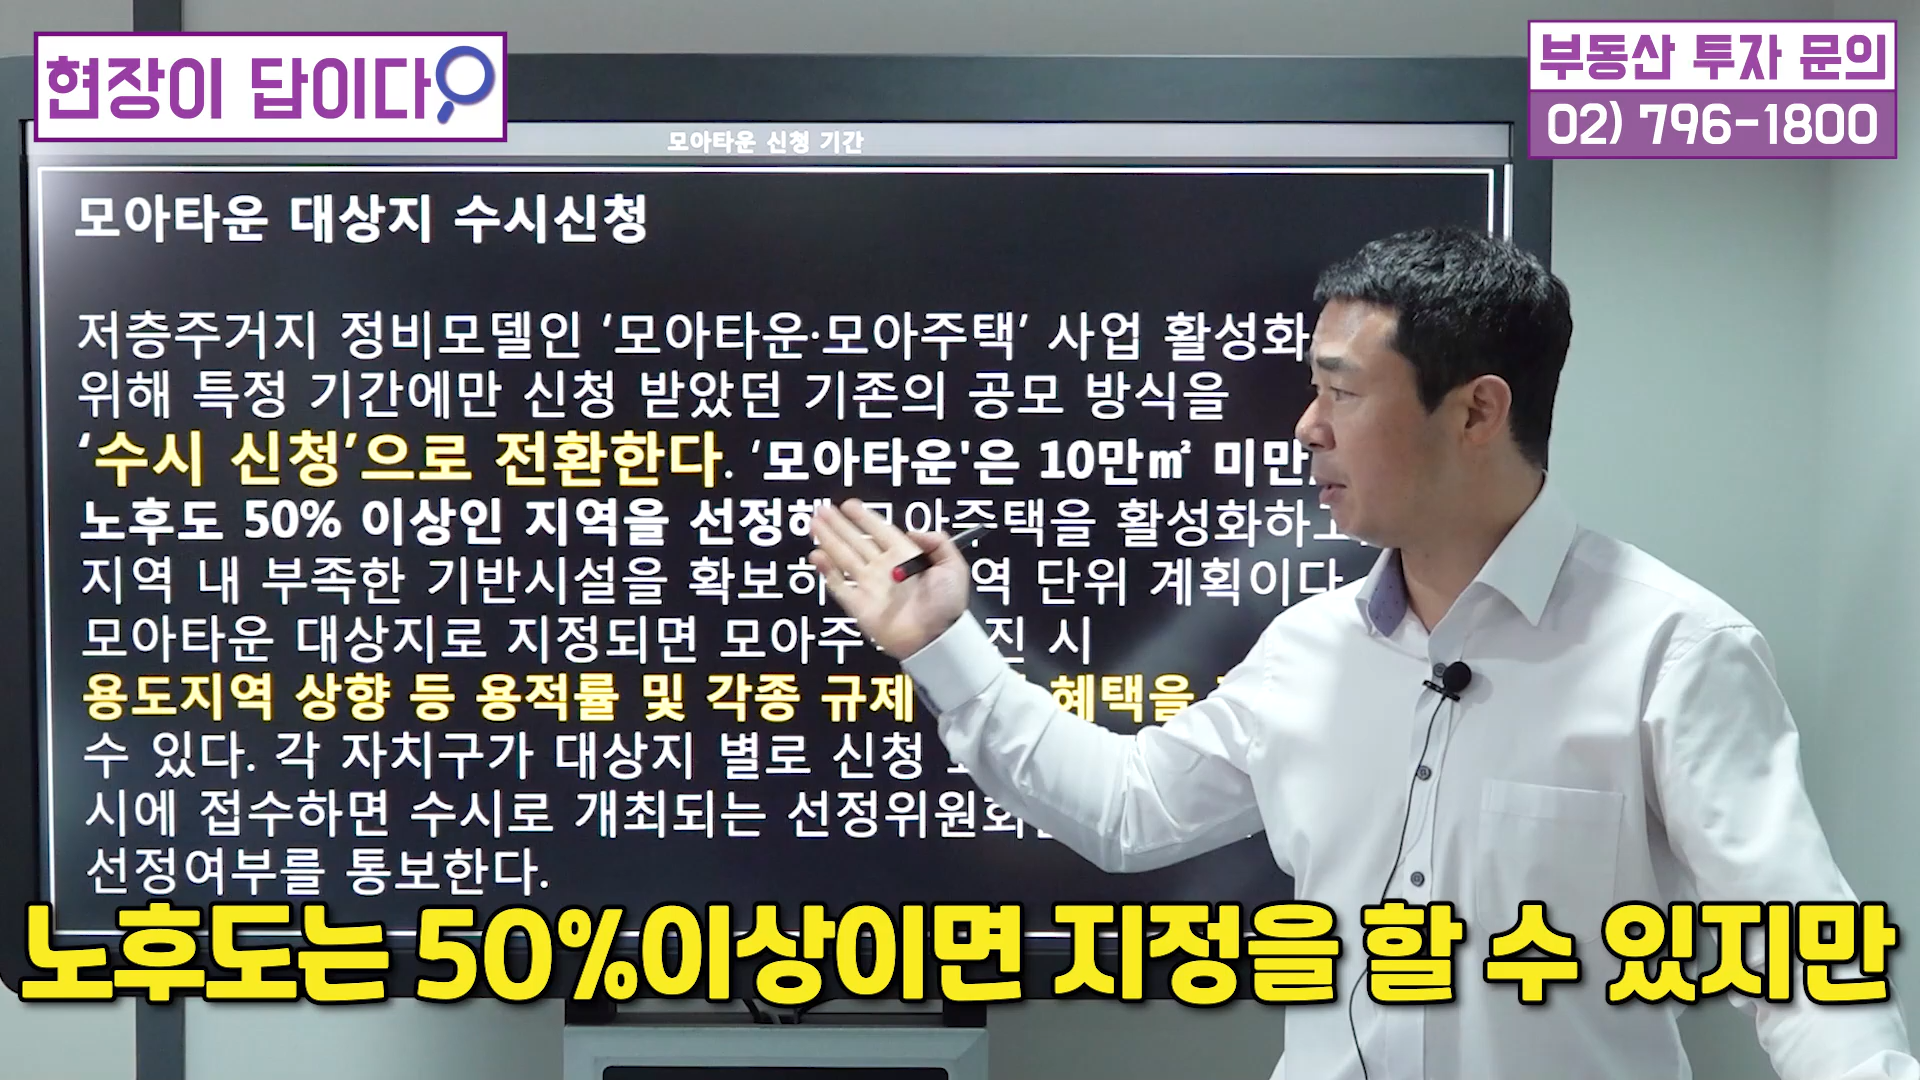 현장이 답이다
부동산 투자 문의
02) 796-1800
모아타운 신청 기간
모아타운 대상지 수시신청
저층주거지 정비모델인 ‘모아타운·모아주택’ 사업 활성화
위해 특정 기간에만 신청 받았던 기존의 공모 방식을
‘수시 신청’으로 전환한다. ‘모아타운'은 10만㎡ 미만
노후도 50% 이상인 지역을 선정해 모아주택을 활성화하고
지역 내 부족한 기반시설을 확보하 단위 계획이다
모아타운 대상지로 지정되면 시
용도지역 상향 등 용적률 및 각종 규제 혜택을
수 있다. 각 자치구가 대상지 별로 신청
시에 접수하면 수시로 개최되는 선정위원회
선정여부를 통보한다.
노후도는 50%이상이면 지정을 할 수 있지만